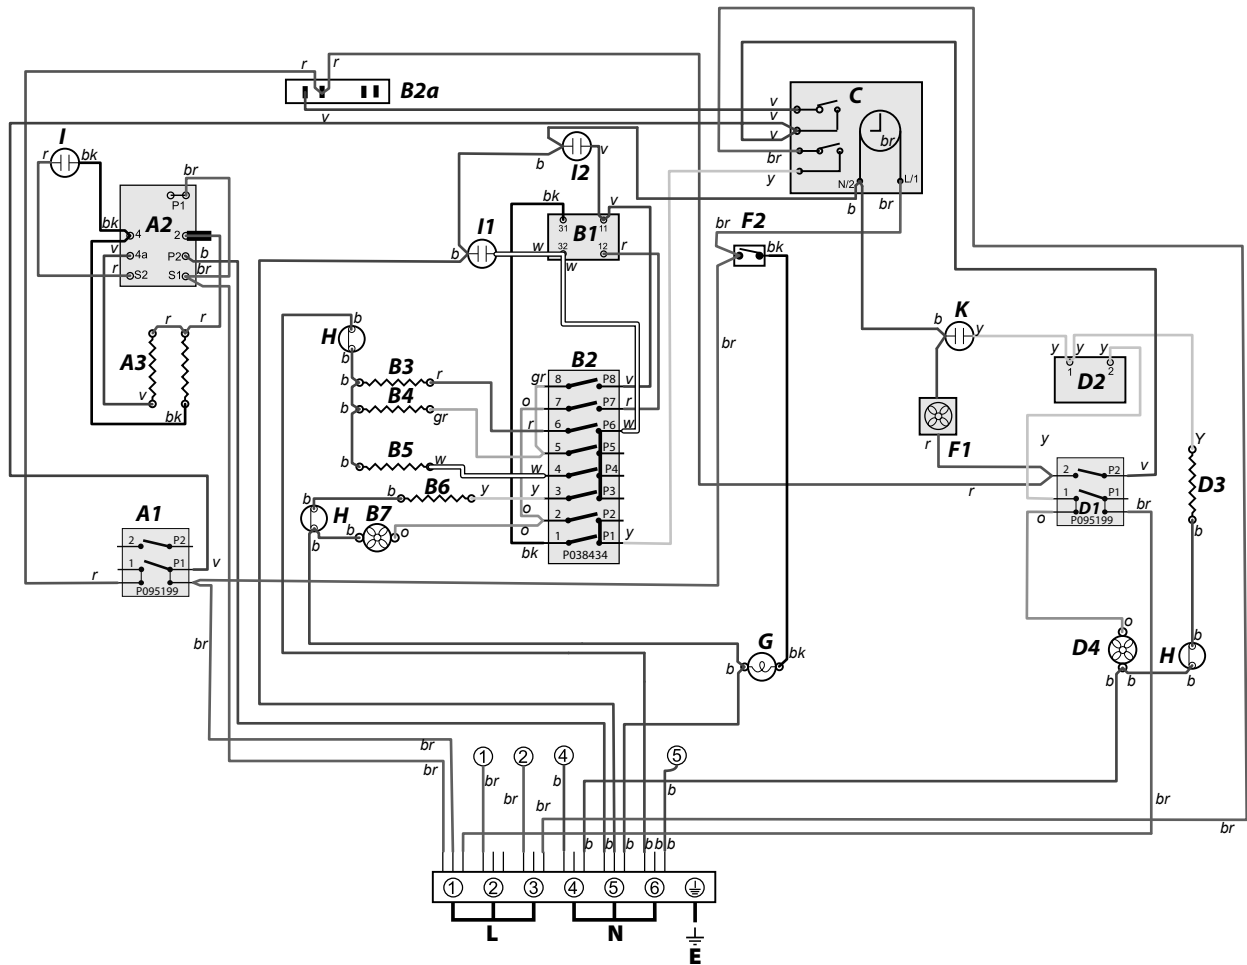 r r B2a
v C
v
v
v
br
br
y
N/2 L/1
b br
I r bk
I2 b v
br
P1
bk 4 A2 2
v 4a P2 b
r S2 S1 br
r r
A3
v
bk
bk v
31 11
B1
32 12 r
I1 b w w
br F2 bk
br
K b y
y y y
1 2
D2
F1 r
y
H b
b
B2
b B3 r
b B4 gr
b B5 w
b B6 y
H b
b B7 o
b
gr 8 P8 v
o 7 P7 r
r 6 P6 w
5 P5
w 4 P4
y 3 P3
o 2 P2
o
bk 1 P1 y
P038434
A1
2 P2
1 P1 v
r
P095199
br
r
2 P2 v
1 P1 br
D1
o
P095199
Y
D3
b
G
b bk
D4 o
b b
H b
b
br
br
1 2 4 5
br br br b b
br
br
b b b b b b
1 2 3 4 5 6
L N E